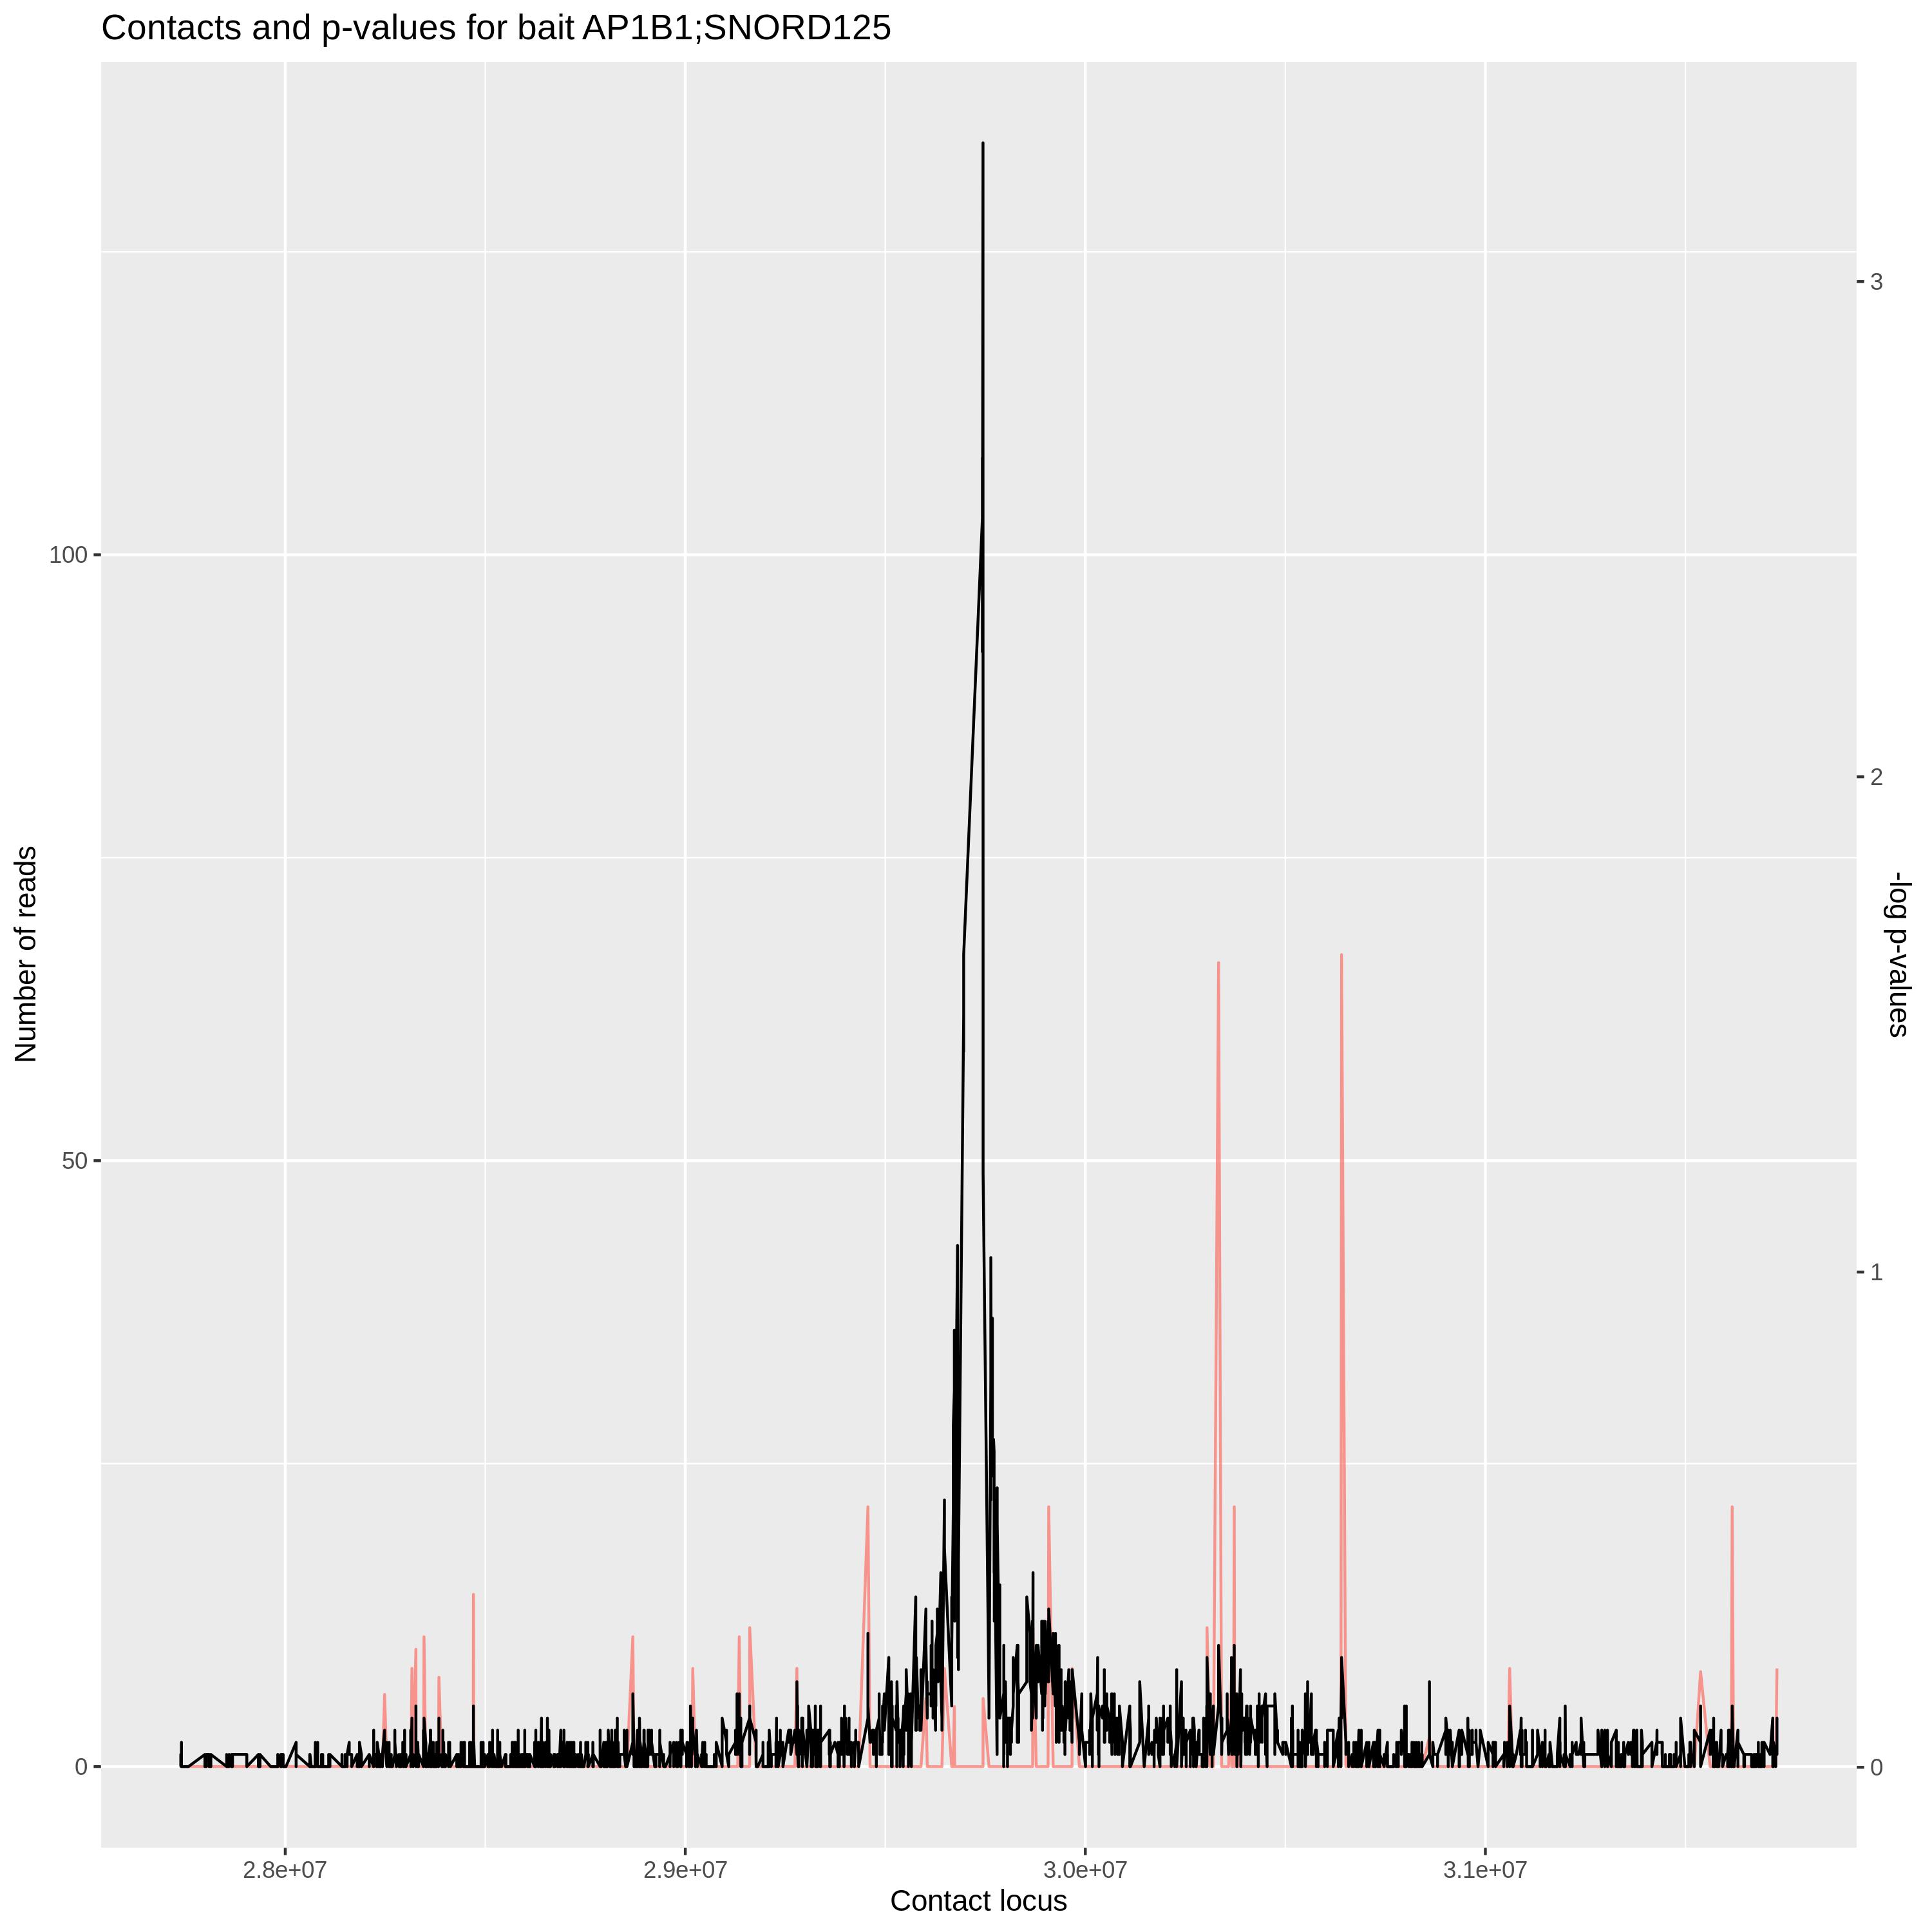 Contacts and p-values for bait AP1B1;SNORD125
Number of reads
100
50
0
3
2
1
0
-log p-values
2.8e+07
2.9e+07
3.0e+07
3.1e+07
Contact locus